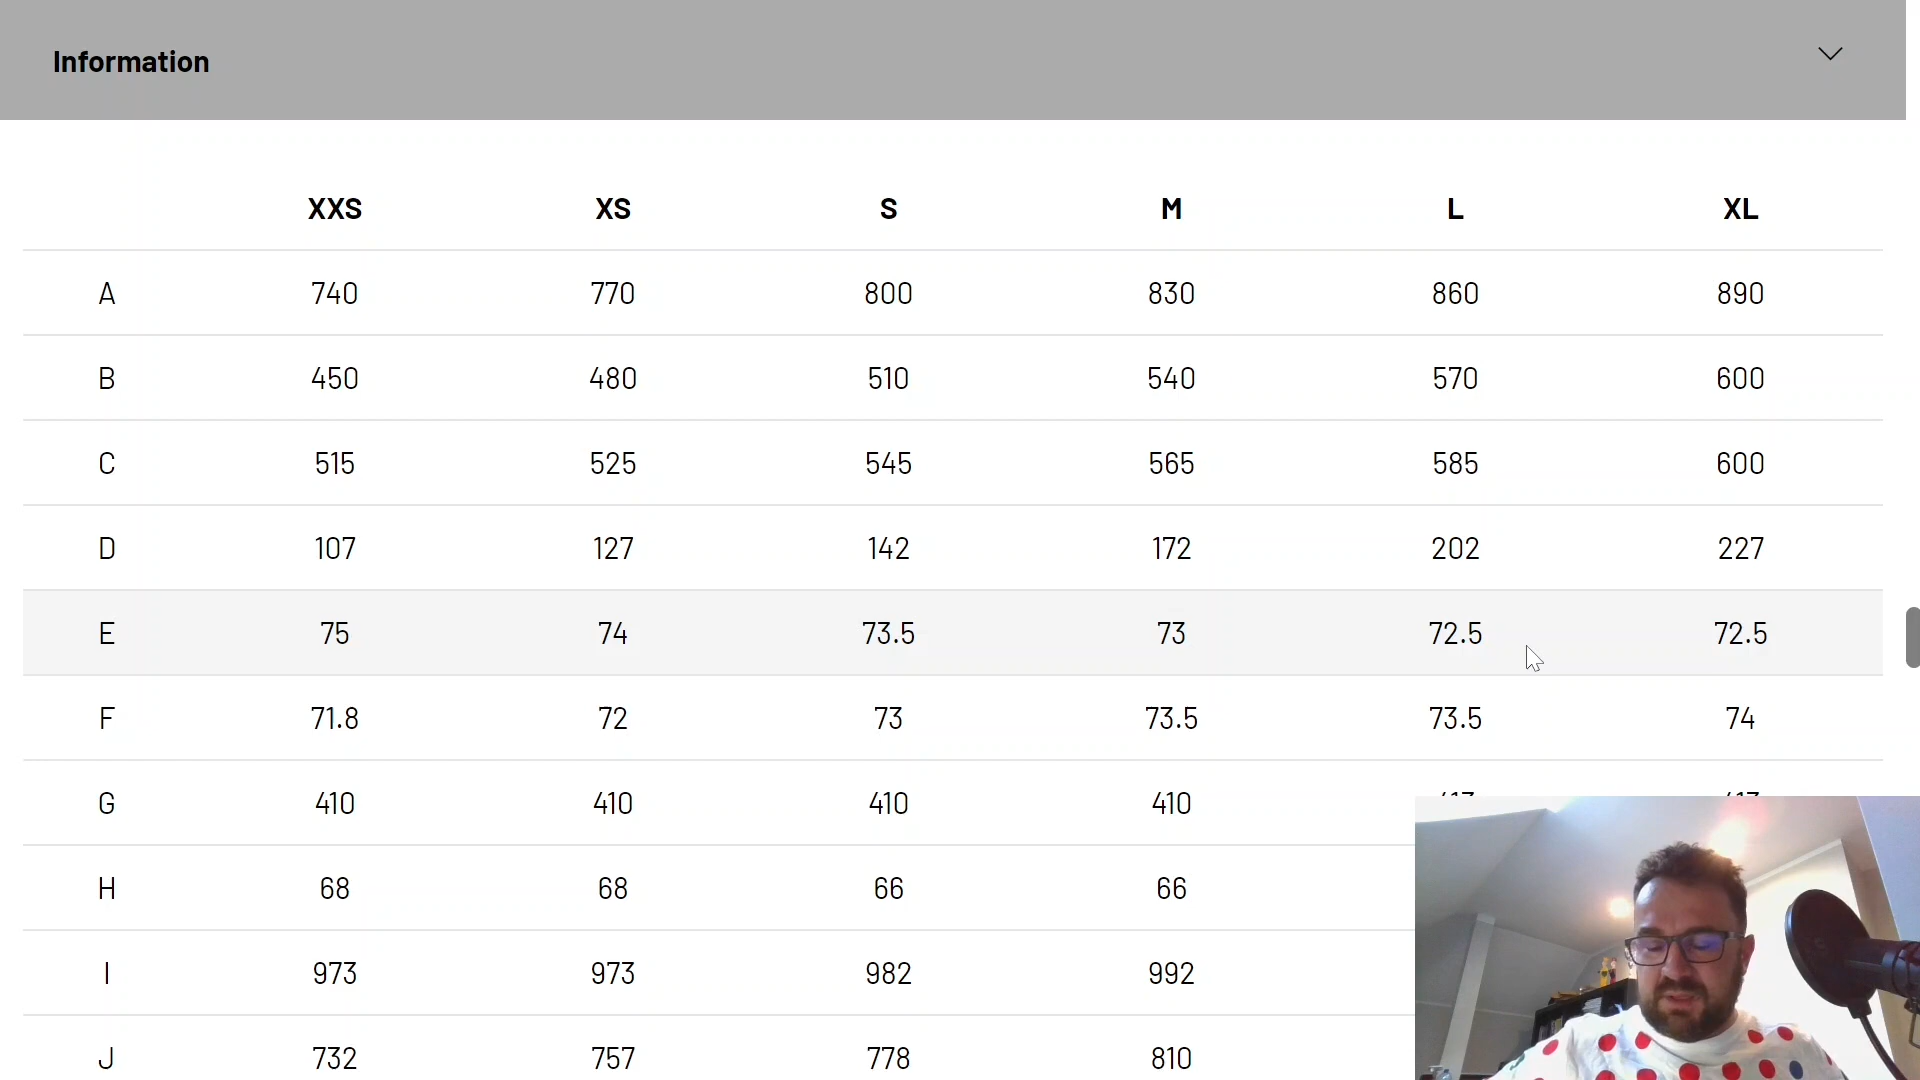 Information
XXS XS S M L XL
A 740 770 800 830 860 890
B 450 480 510 540 570 600
C 515 525 545 565 585 600
D 107 127 142 172 202 227
E 75 74 73.5 73 72.5 72.5
F 71.8 72 73 73.5 73.5 74
G 410 410 410 410
H 68 68 66 66
I 973 973 982 992
J 732 757 778 810